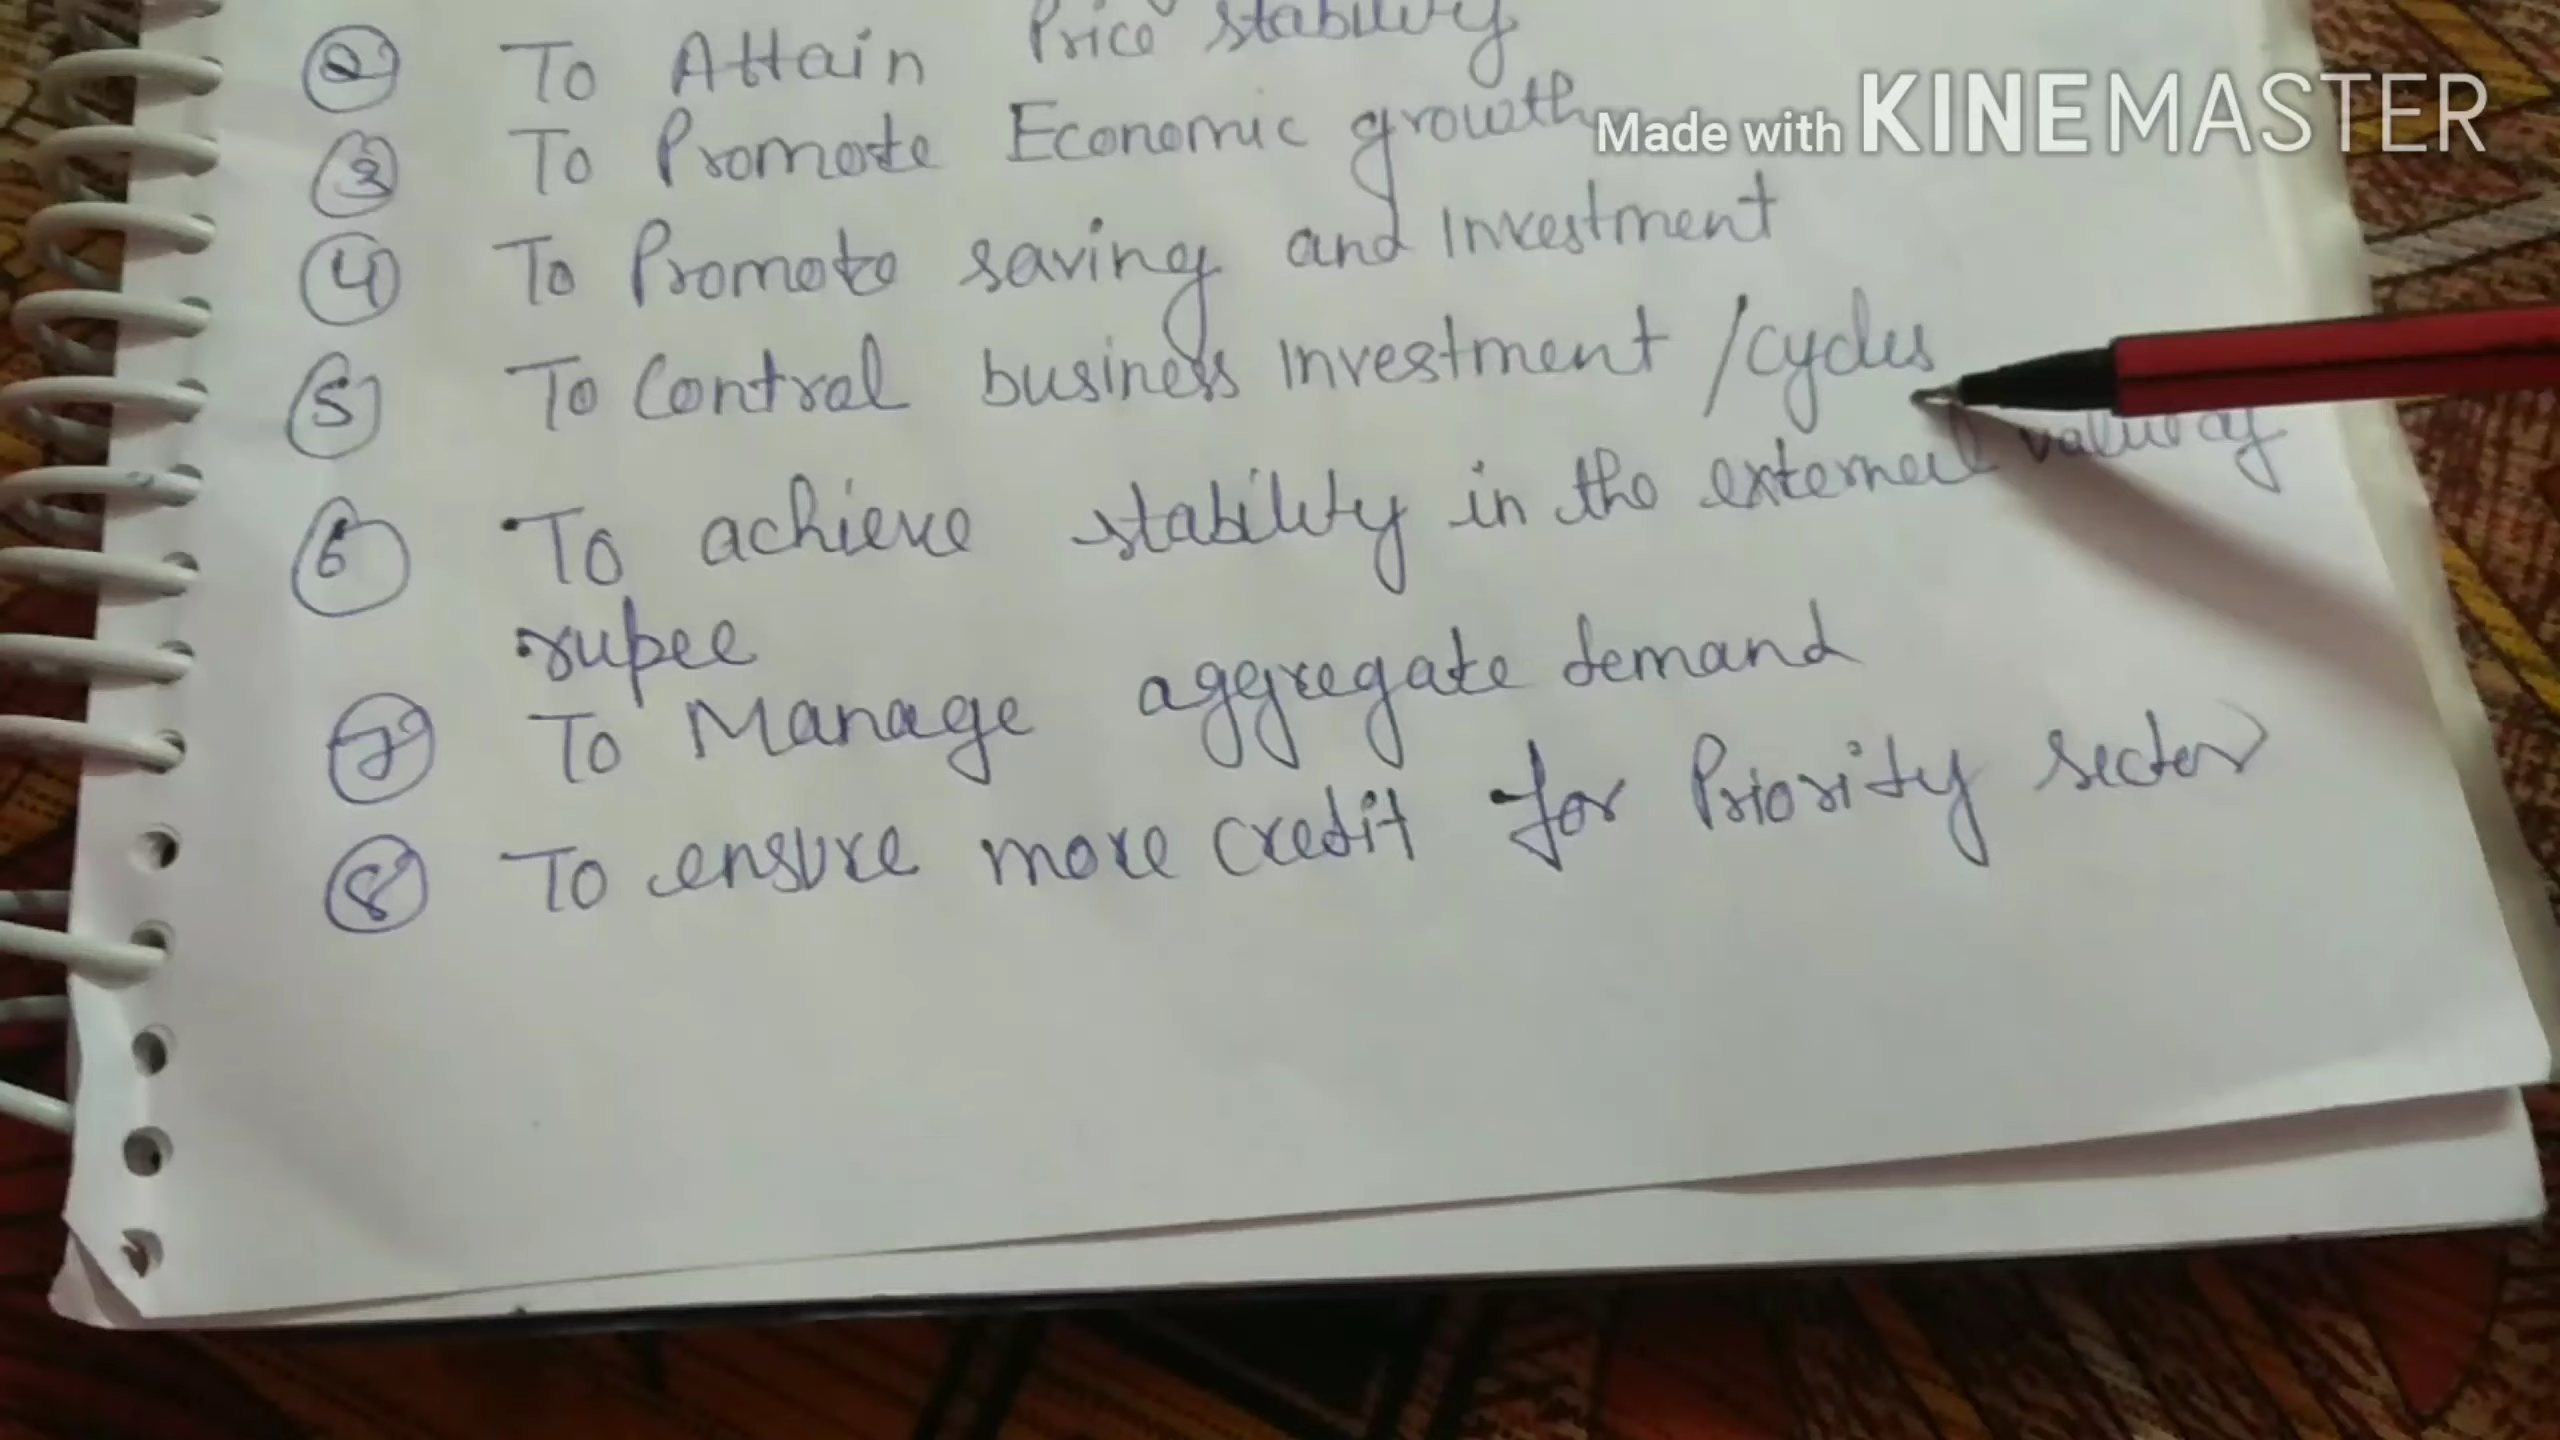 ② To Attain Price stability
③ To Promote Economic growth
Made with KINEMASTER
④ To Promote saving and Investment
⑤ To Control business Investment / cycles
⑥ To achieve stability in the external value of
rupee
⑦ To Manage aggregate demand
⑧ To ensure more credit for Priority sector